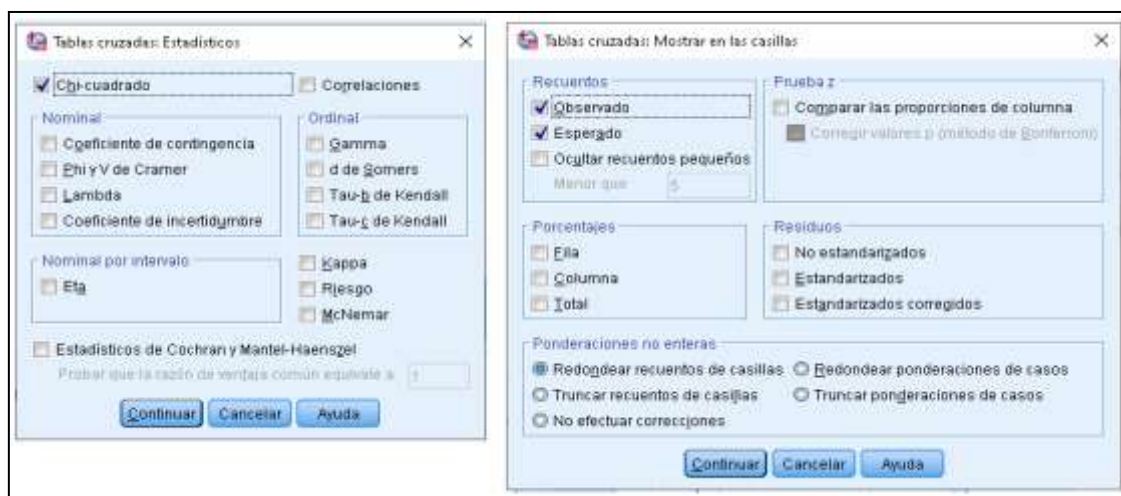 Tablas cruzadas: Estadísticos
Chi-cuadrado
Correlaciones
Nominal
Coeficiente de contingencia
Phi y V de Cramer
Lambda
Coeficiente de incertidumbre
Ordinal
Gamma
d de Somers
Tau-b de Kendall
Tau-c de Kendall
Nominal por intervalo
Eta
Kappa
Riesgo
McNemar
Estadísticos de Cochran y Mantel-Haenszel
Probar que la razón de ventaja común equivale a 1
Continuar Cancelar Ayuda
Tablas cruzadas: Mostrar en las casillas
Recuentos
Observado
Esperado
Ocultar recuentos pequeños
Menor que 5
Prueba z
Comparar las proporciones de columna
Corregir valores p (método de Bonferroni)
Porcentajes
Fila
Columna
Total
Residuos
No estandarizados
Estandarizados
Estandarizados corregidos
Ponderaciones no enteras
Redondear recuentos de casillas Redondear ponderaciones de casos
Truncar recuentos de casillas Truncar ponderaciones de casos
No efectuar correcciones
Continuar Cancelar Ayuda